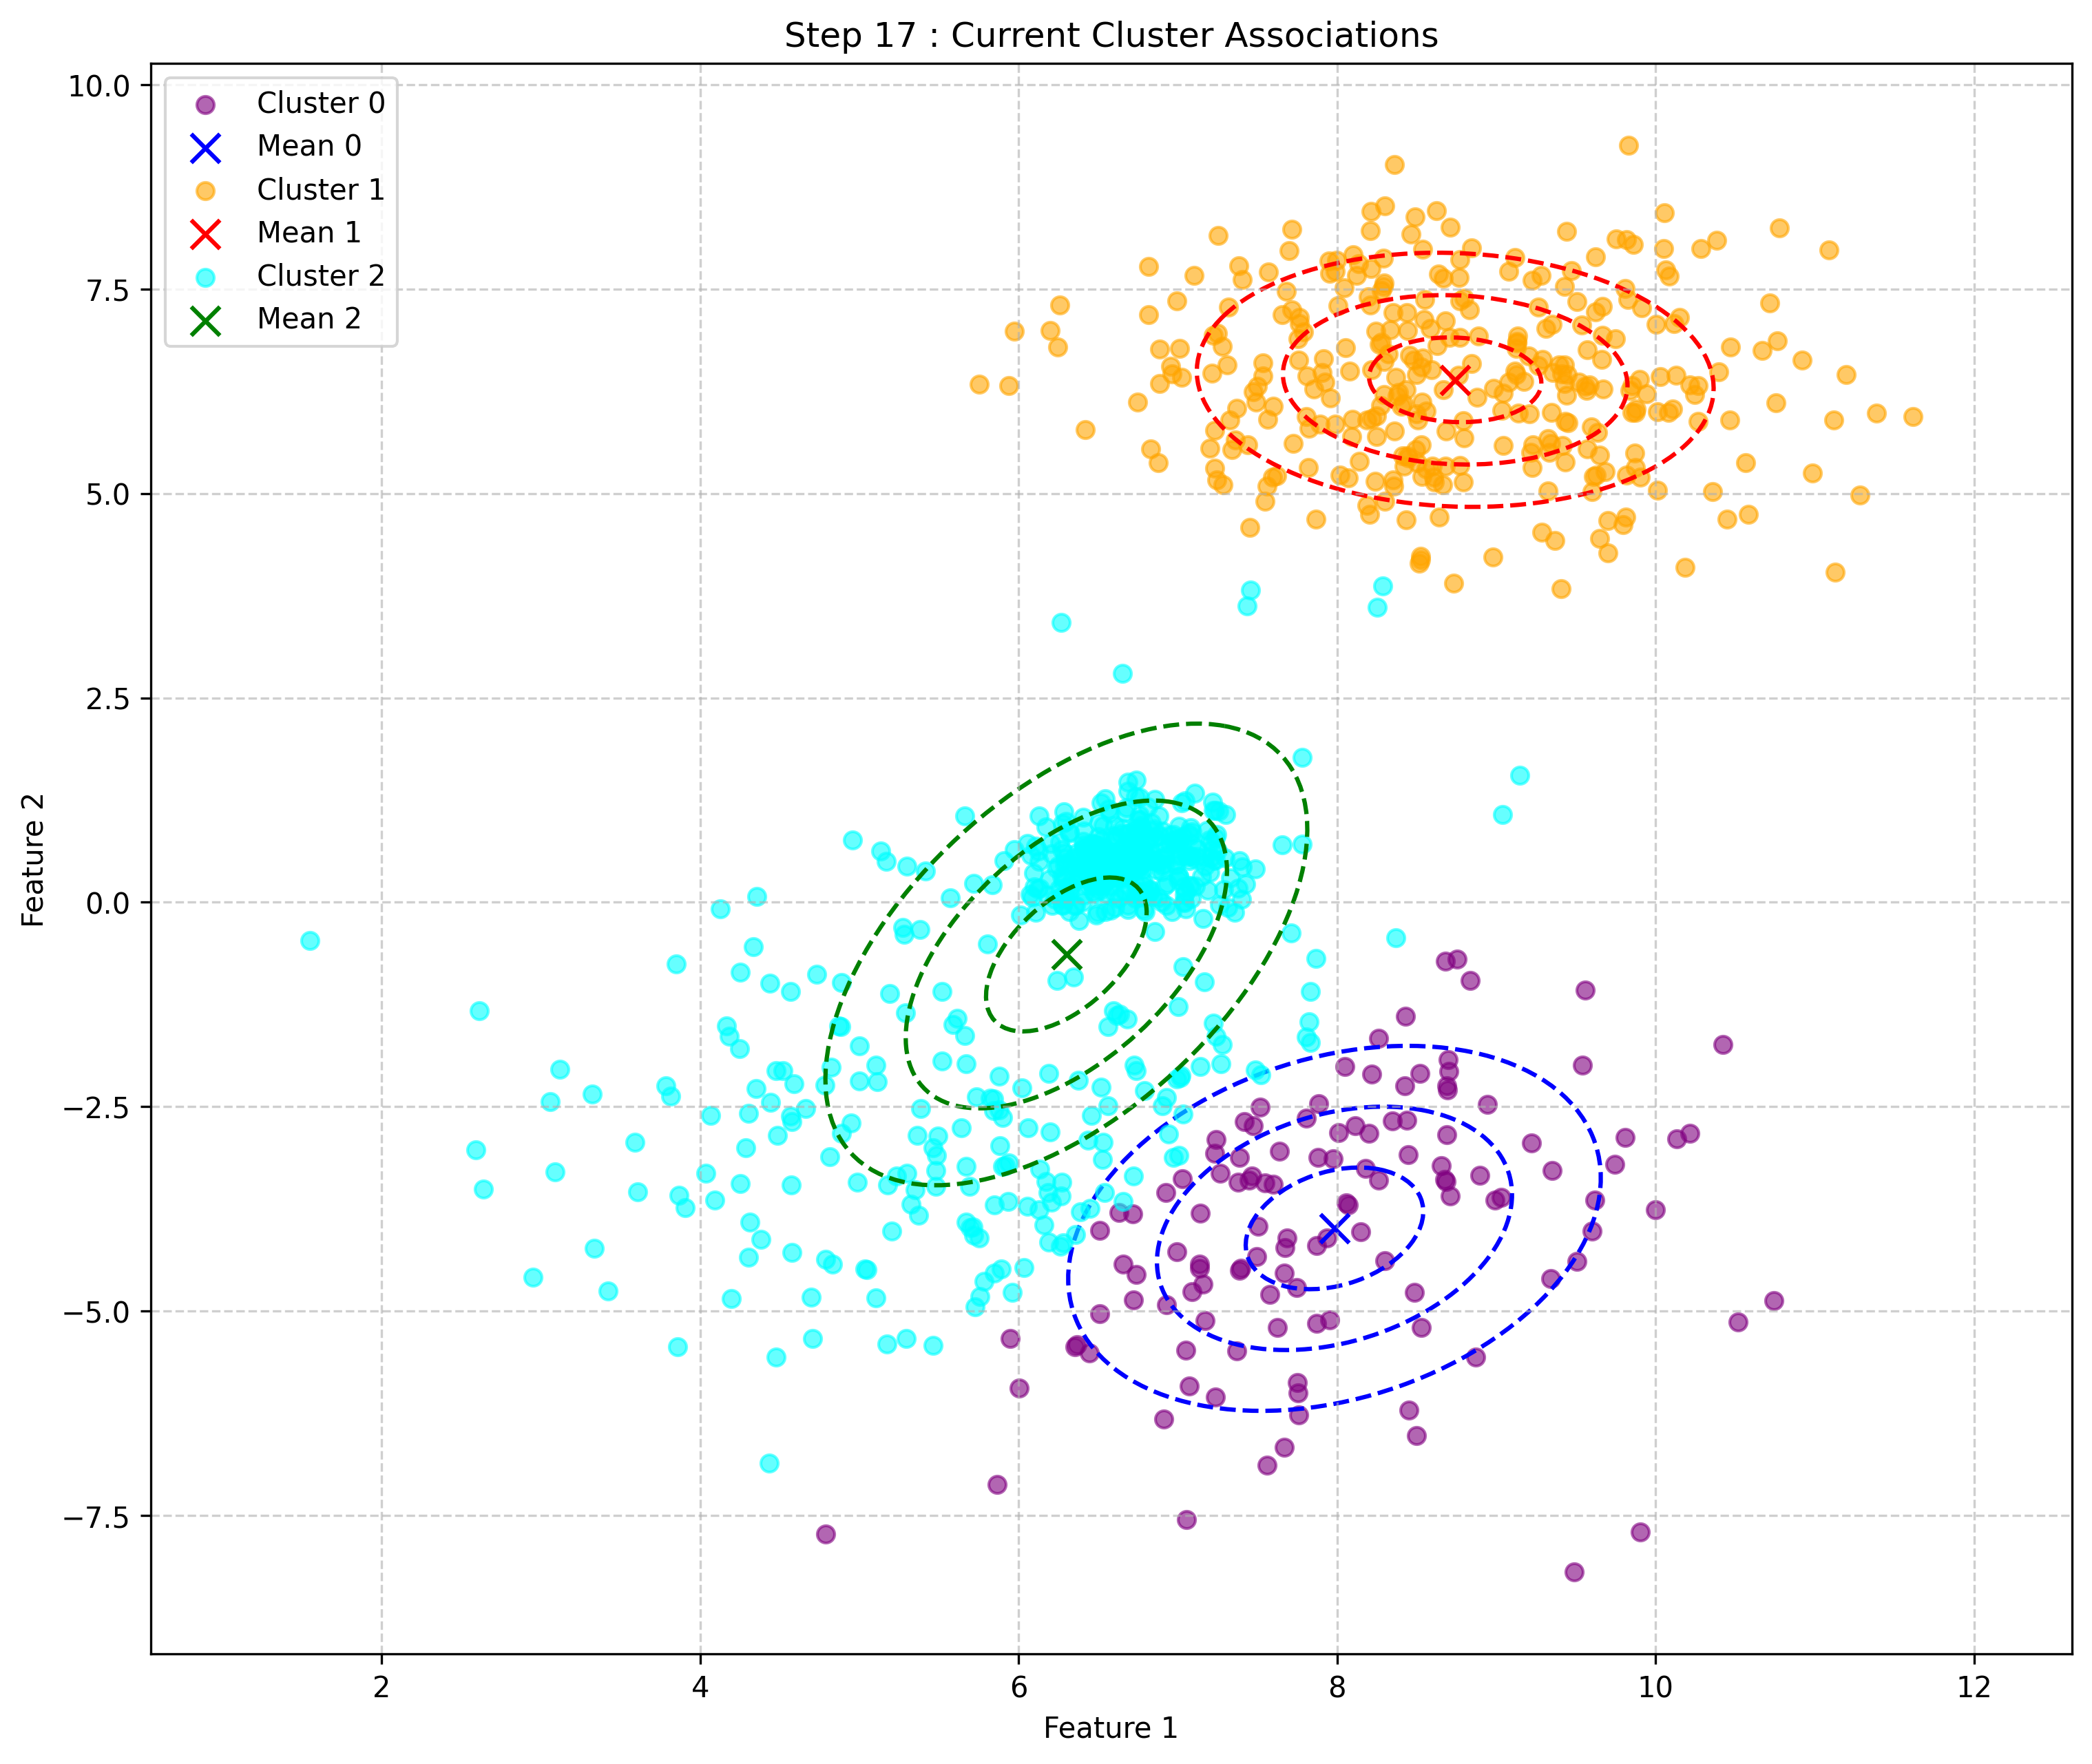 Step 17 : Current Cluster Associations
Cluster 0
Mean 0
Cluster 1
Mean 1
Cluster 2
Mean 2
10.0
7.5
5.0
2.5
0.0
−2.5
−5.0
−7.5
Feature 2
2 4 6 8 10 12
Feature 1